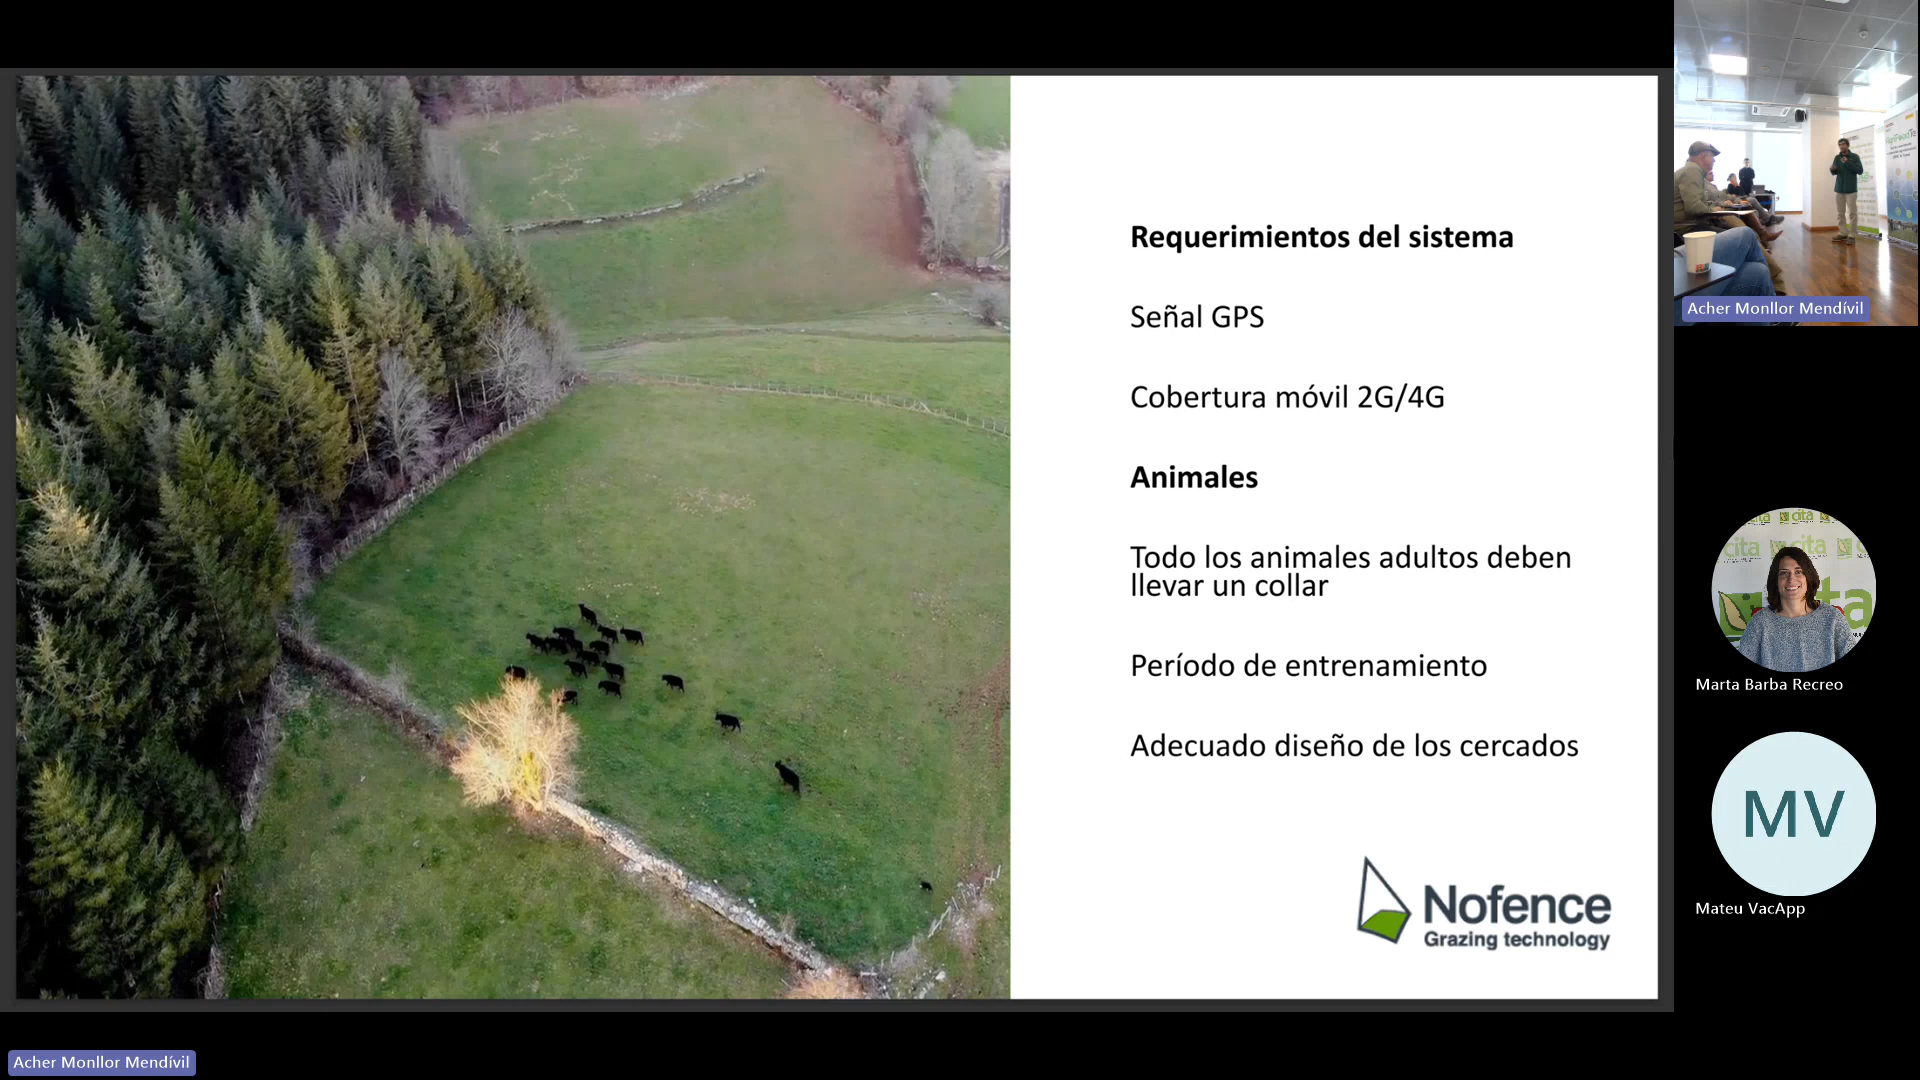 Requerimientos del sistema
Señal GPS
Cobertura móvil 2G/4G
Animales
Todo los animales adultos deben
llevar un collar
Período de entrenamiento
Adecuado diseño de los cercados
Nofence
Grazing technology
Acher Monllor Mendívil
cita
cita
Marta Barba Recreo
MV
Mateu VacApp
Acher Monllor Mendívil